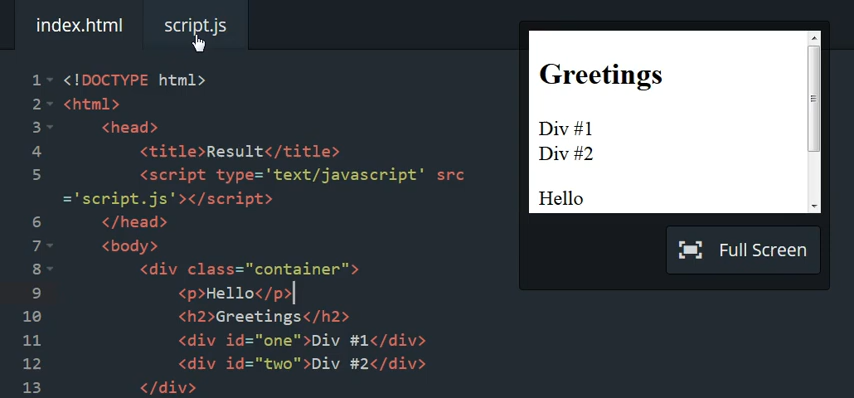 index.html
script.js
1 <!DOCTYPE html>
2 <html>
3 <head>
4 <title>Result</title>
5 <script type='text/javascript' src
='script.js'></script>
6 </head>
7 <body>
8 <div class="container">
9 <p>Hello</p>
10 <h2>Greetings</h2>
11 <div id="one">Div #1</div>
12 <div id="two">Div #2</div>
13 </div>
Greetings
Div #1
Div #2
Hello
Full Screen